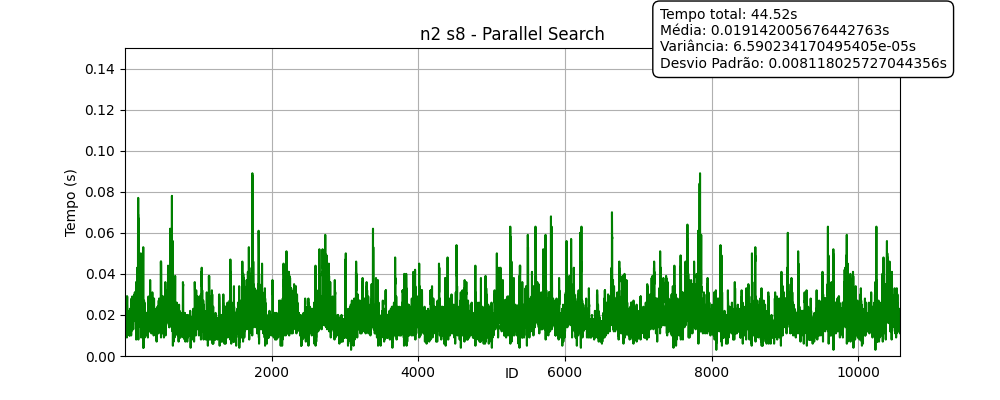 n2 s8 - Parallel Search
Tempo total: 44.52s
Média: 0.019142005676442763s
Variância: 6.590234170495405e-05s
Desvio Padrão: 0.008118025727044356s
Tempo (s)
0.14
0.12
0.10
0.08
0.06
0.04
0.02
0.00
2000
4000
6000
8000
10000
ID